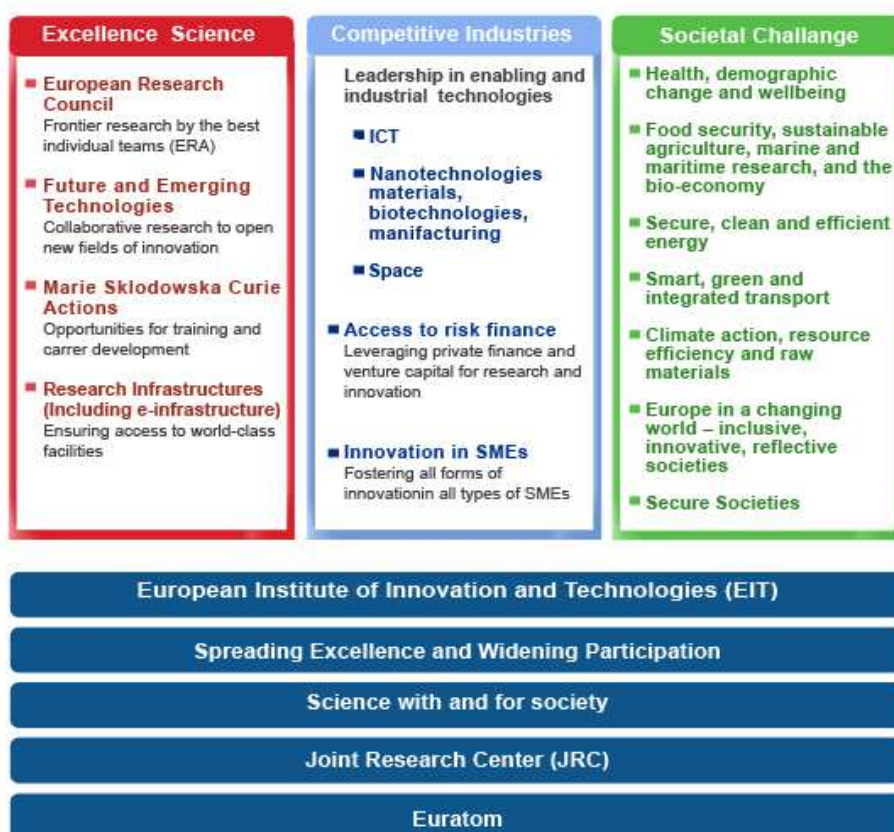 Excellence Science
European Research
Council
Frontier research by the best
individual teams (ERA)
Future and Emerging
Technologies
Collaborative research to open
new fields of innovation
Marie Sklodowska Curie
Actions
Opportunities for training and
carrer development
Research Infrastructures
(Including e-infrastructure)
Ensuring access to world-class
facilities
Competitive Industries
Leadership in enabling and
industrial technologies
ICT
Nanotechnologies
materials,
biotechnologies,
manifacturing
Space
Access to risk finance
Leveraging private finance and
venture capital for research and
innovation
Innovation in SMEs
Fostering all forms of
innovationin all types of SMEs
Societal Challange
Health, demographic
change and wellbeing
Food security, sustainable
agriculture, marine and
maritime research, and the
bio-economy
Secure, clean and efficient
energy
Smart, green and
integrated transport
Climate action, resource
efficiency and raw
materials
Europe in a changing
world – inclusive,
innovative, reflective
societies
Secure Societies
European Institute of Innovation and Technologies (EIT)
Spreading Excellence and Widening Participation
Science with and for society
Joint Research Center (JRC)
Euratom